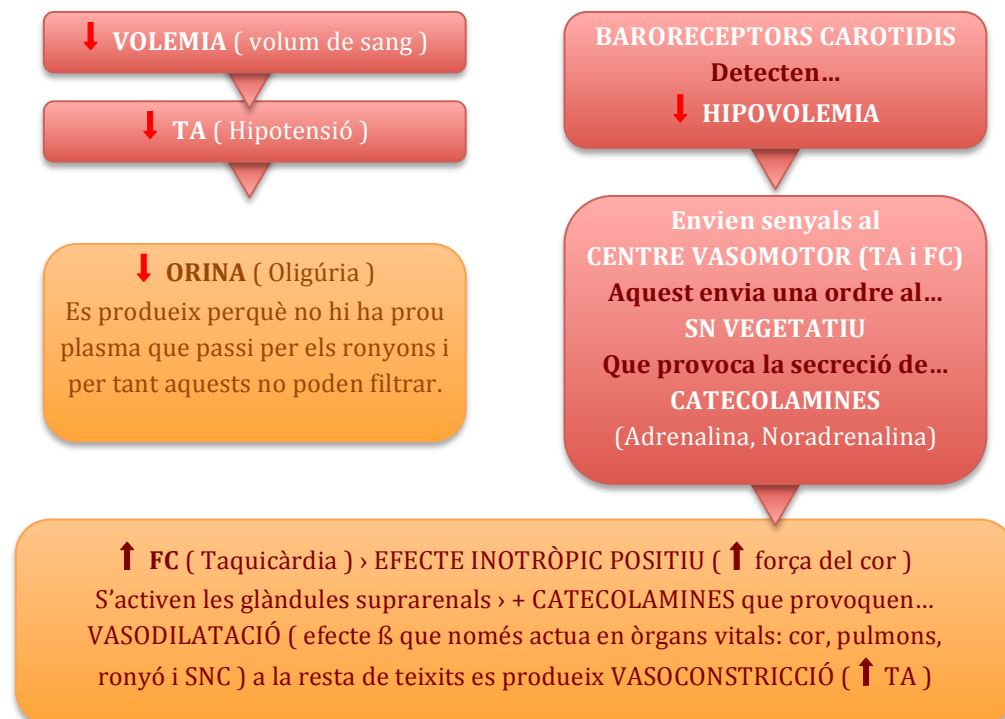 ⬇ VOLEMIA ( volum de sang )
⬇ TA ( Hipotensió )
⬇ ORINA ( Oligúria )
Es produeix perquè no hi ha prou
plasma que passi per els ronyons i
per tant aquests no poden filtrar.
BARORECEPTORS CAROTIDIS
Detecten…
⬇ HIPOVOLEMIA
Envien senyals al
CENTRE VASOMOTOR (TA i FC)
Aquest envia una ordre al…
SN VEGETATIU
Que provoca la secreció de…
CATECOLAMINES
(Adrenalina, Noradrenalina)
⬆ FC ( Taquicàrdia ) › EFECTE INOTRÒPIC POSITIU ( ⬆ força del cor )
S’activen les glàndules suprarenals › + CATECOLAMINES que provoquen…
VASODILATACIÓ ( efecte ß que només actua en òrgans vitals: cor, pulmons,
ronyó i SNC ) a la resta de teixits es produeix VASOCONSTRICCIÓ ( ⬆ TA )